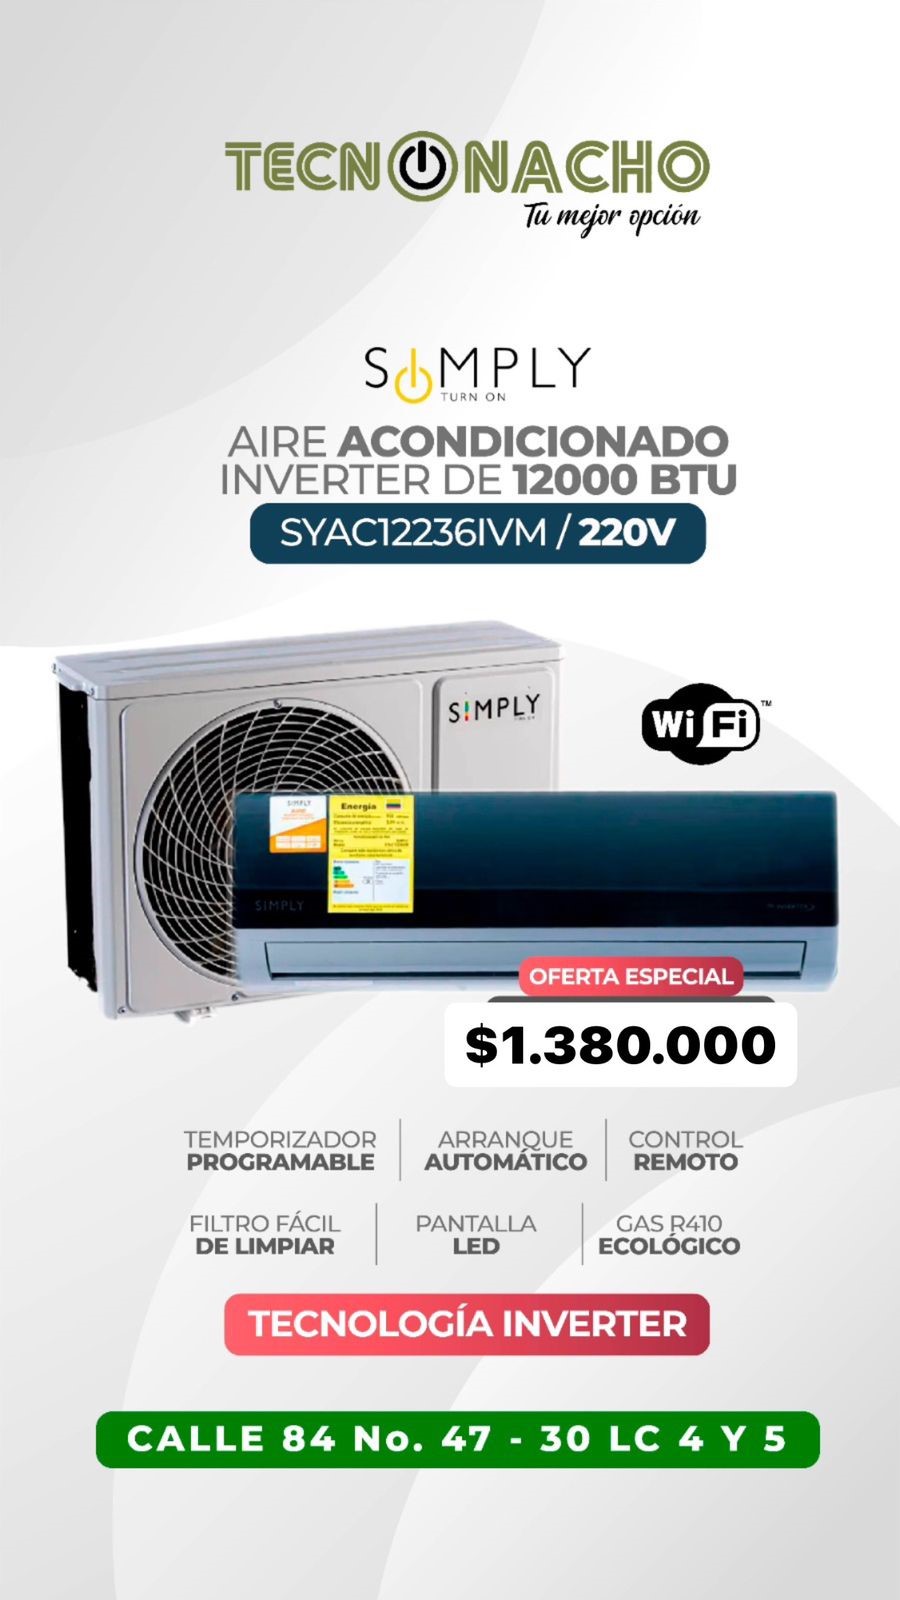 TECNONACHO
Tu mejor opción
SIMPLY
TURN ON
AIRE ACONDICIONADO
INVERTER DE 12000 BTU
SYAC12236IVM / 220V
SIMPLY
WiFi™
SIMPLY
AIRE
Energía
SIMPLY
OFERTA ESPECIAL
$1.380.000
TEMPORIZADOR
PROGRAMABLE
ARRANQUE
AUTOMÁTICO
CONTROL
REMOTO
FILTRO FÁCIL
DE LIMPIAR
PANTALLA
LED
GAS R410
ECOLÓGICO
TECNOLOGÍA INVERTER
CALLE 84 No. 47 - 30 LC 4 Y 5